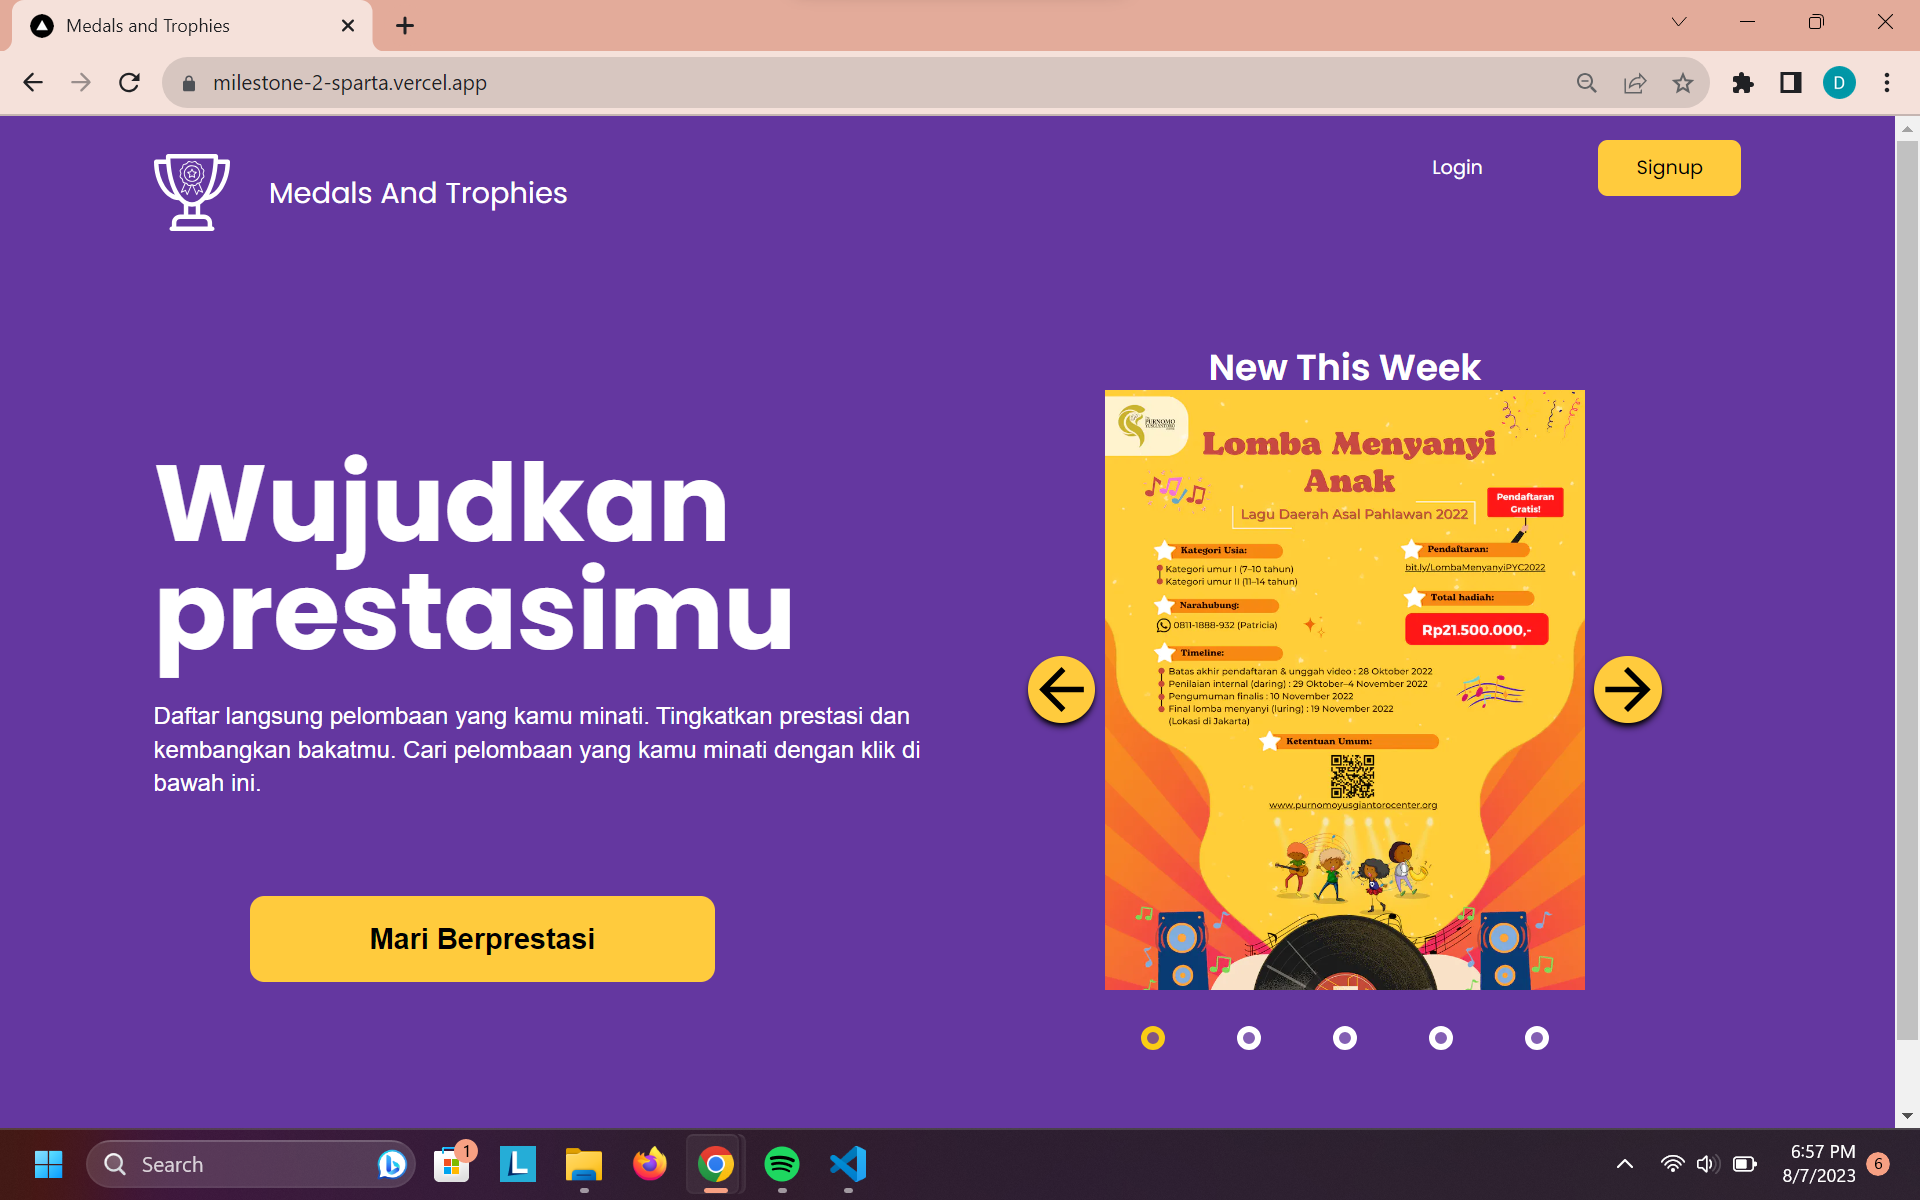 Medals and Trophies
milestone-2-sparta.vercel.app
D
Medals And Trophies
Login
Signup
Wujudkan
prestasimu
Daftar langsung pelombaan yang kamu minati. Tingkatkan prestasi dan
kembangkan bakatmu. Cari pelombaan yang kamu minati dengan klik di
bawah ini.
Mari Berprestasi
New This Week
PURNOMO
Lomba Menyanyi
Anak
Lagu Daerah Asal Pahlawan 2022
Pendaftaran
Gratis!
Kategori Usia:
Kategori umur I (7–10 tahun)
Kategori umur II (11–14 tahun)
Narahubung:
0811-1888-932 (Patricia)
Pendaftaran:
bit.ly/LombaMenyanyiPYC2022
Total hadiah:
Rp21.500.000,-
Timeline:
Batas akhir pendaftaran & unggah video : 28 Oktober 2022
Penilaian internal (daring) : 29 Oktober–4 November 2022
Pengumuman finalis : 10 November 2022
Final lomba menyanyi (luring) : 19 November 2022
(Lokasi di Jakarta)
Ketentuan Umum:
www.purnomoyusgiantorocenter.org
Search
1
L
6:57 PM
8/7/2023
6